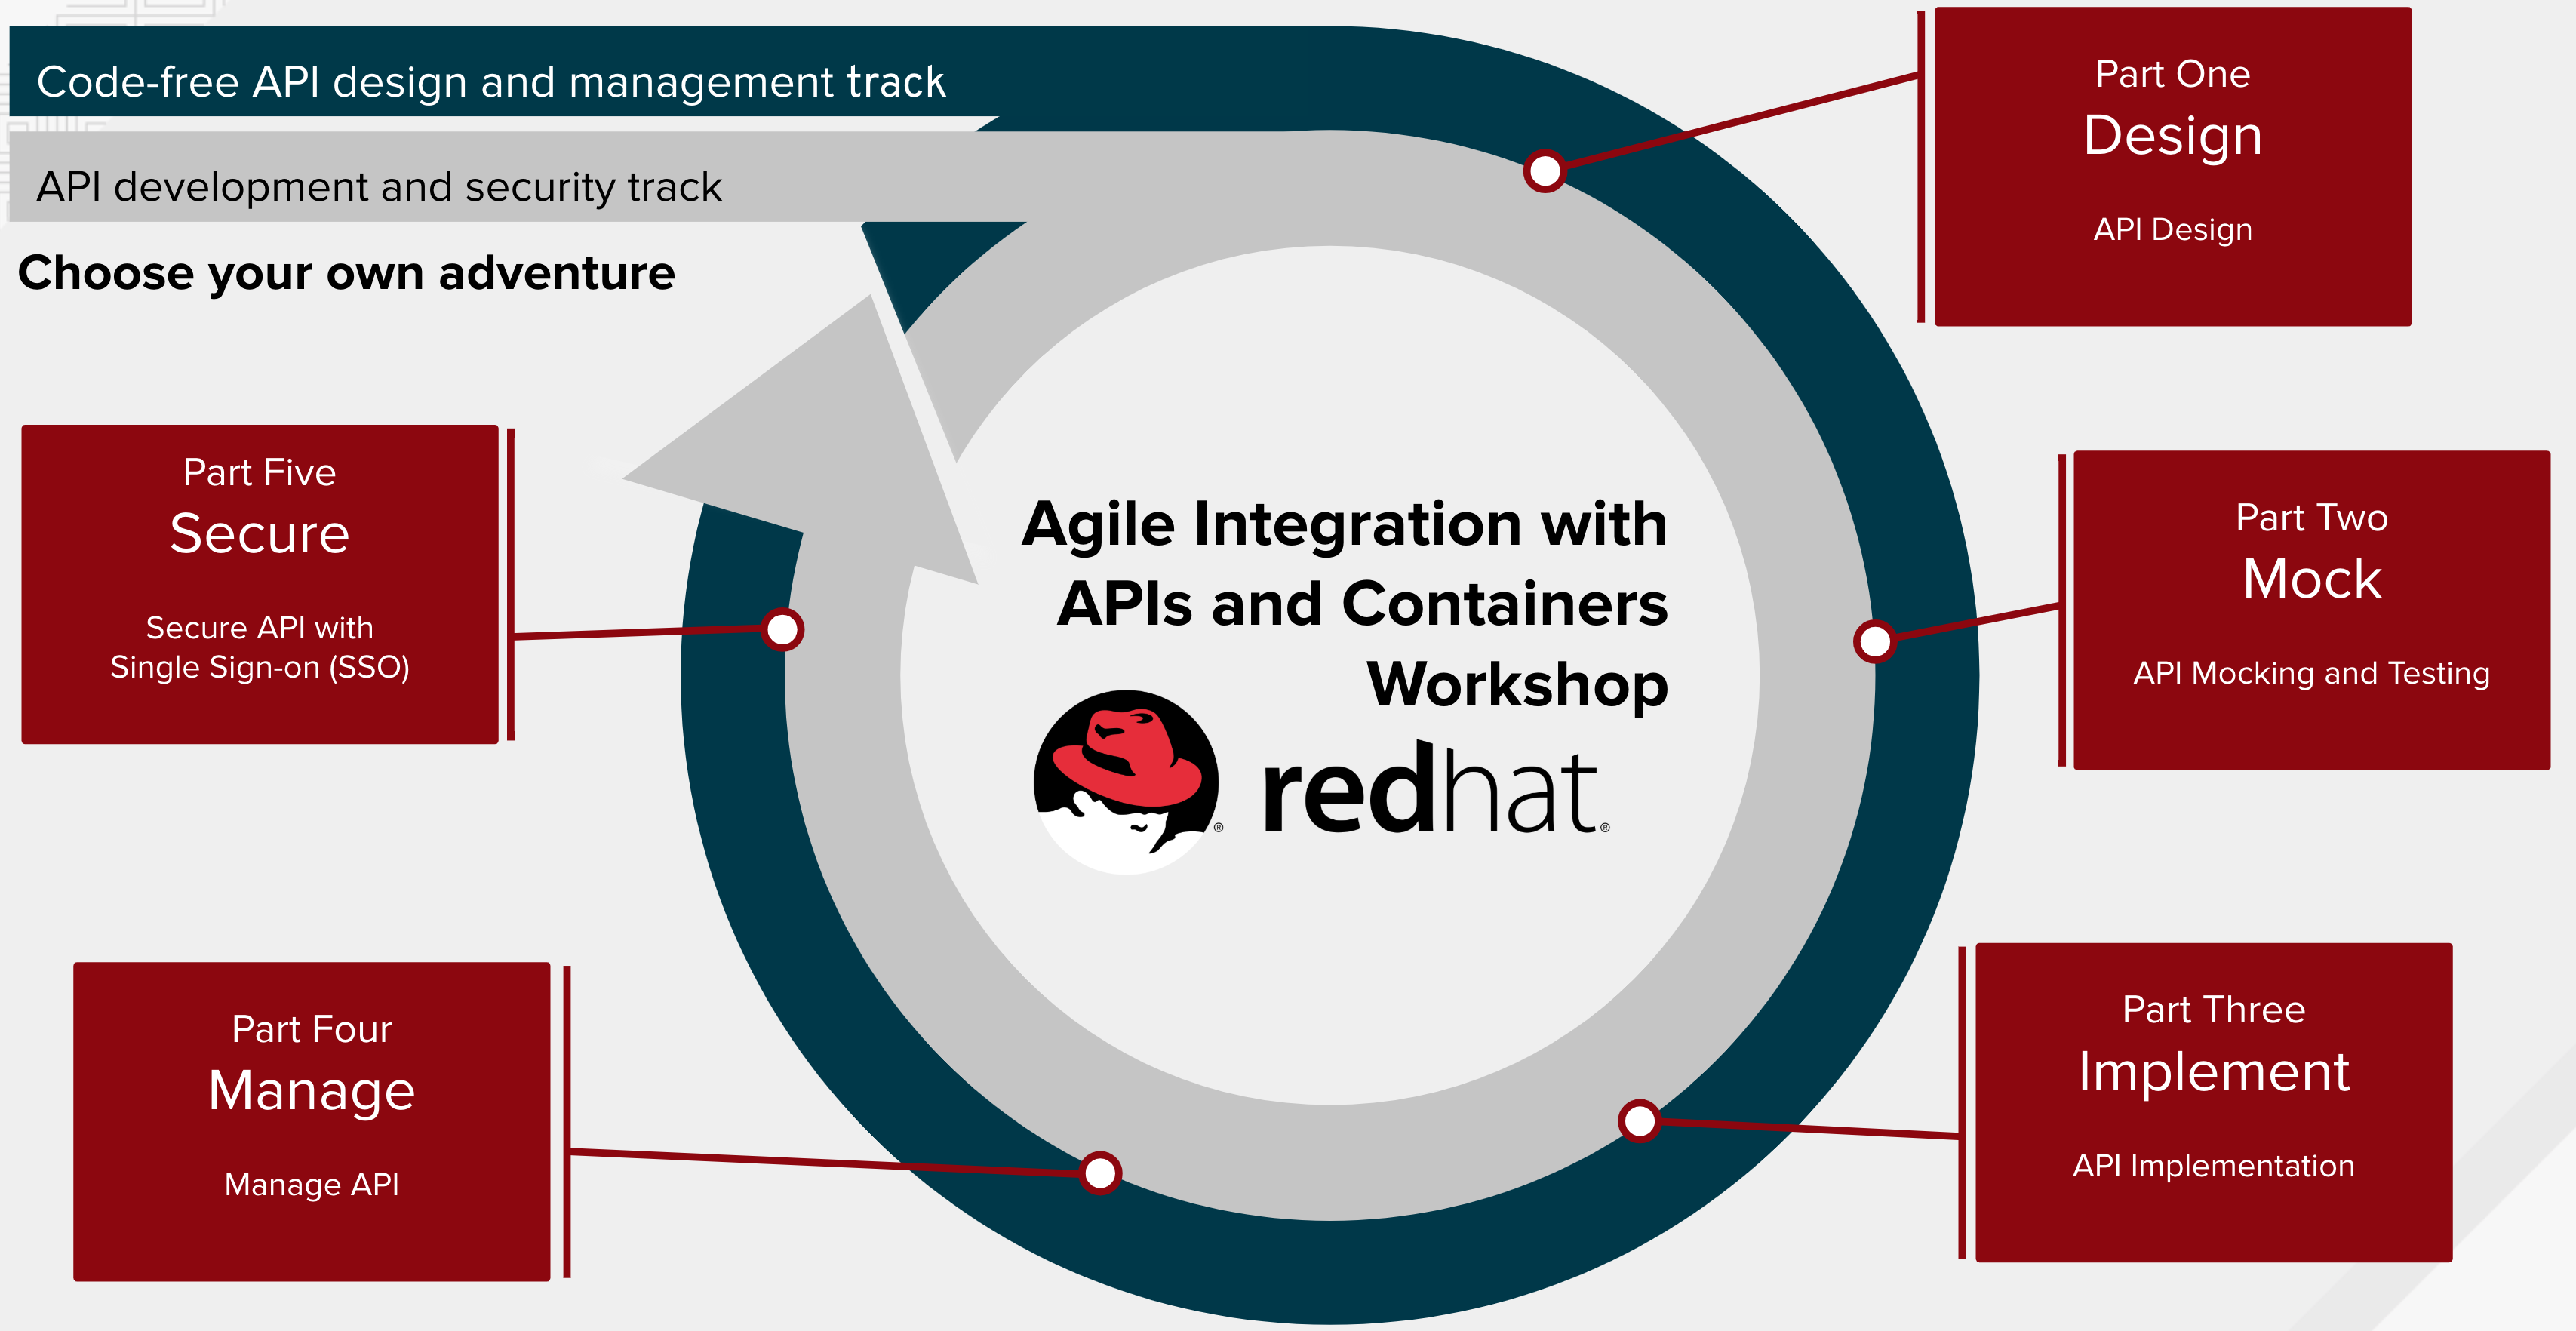 Code-free API design and management track
API development and security track
Choose your own adventure
Part One
Design
API Design
Part Two
Mock
API Mocking and Testing
Part Three
Implement
API Implementation
Part Four
Manage
Manage API
Part Five
Secure
Secure API with
Single Sign-on (SSO)
Agile Integration with
APIs and Containers
Workshop
® redhat®